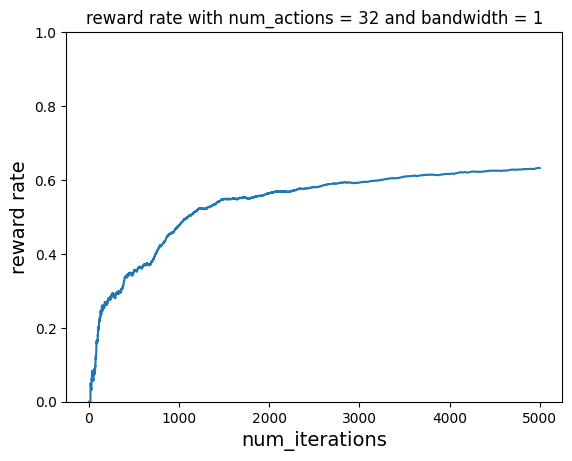 reward rate with num_actions = 32 and bandwidth = 1
1.0
0.8
0.6
0.4
0.2
0.0
reward rate
0 1000 2000 3000 4000 5000
num_iterations